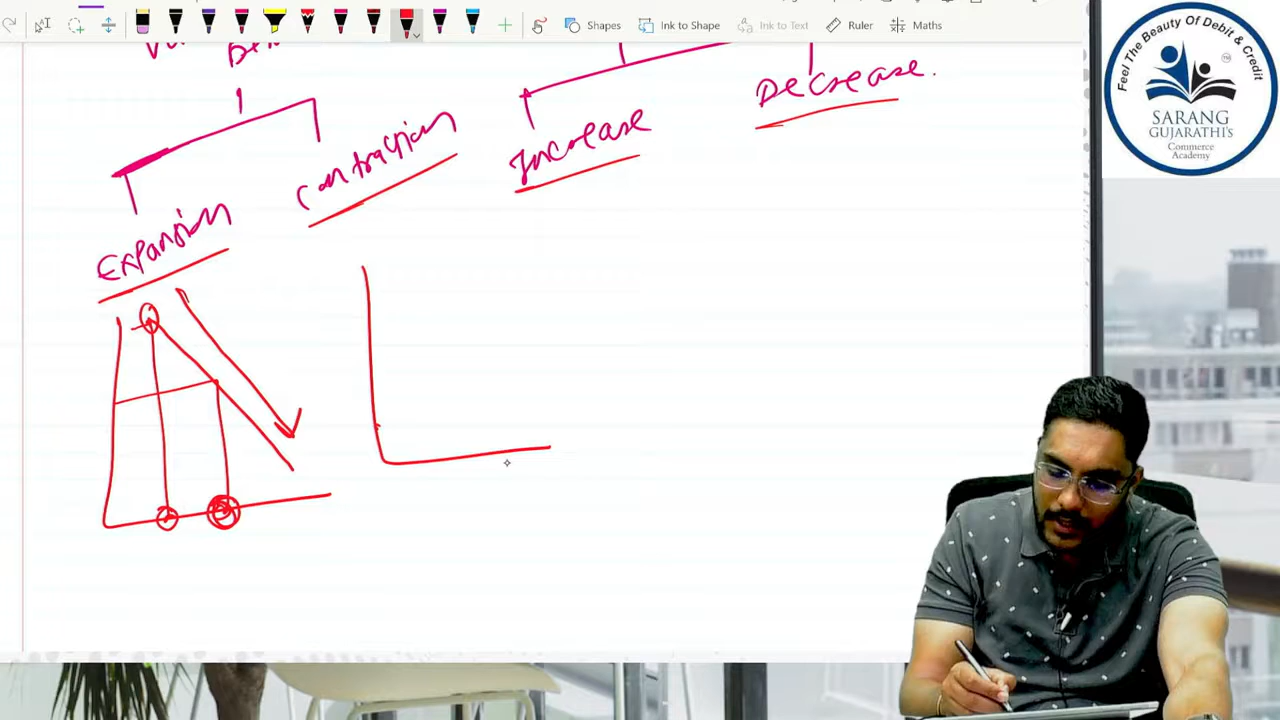 Shapes
Ink to Shape
Ink to Text
Ruler
Maths
Decrease.
Increase
Contraction
Expansion
Feel The Beauty Of Debit & Credit
TM
SARANG
GUJARATHI'S
Commerce
Academy